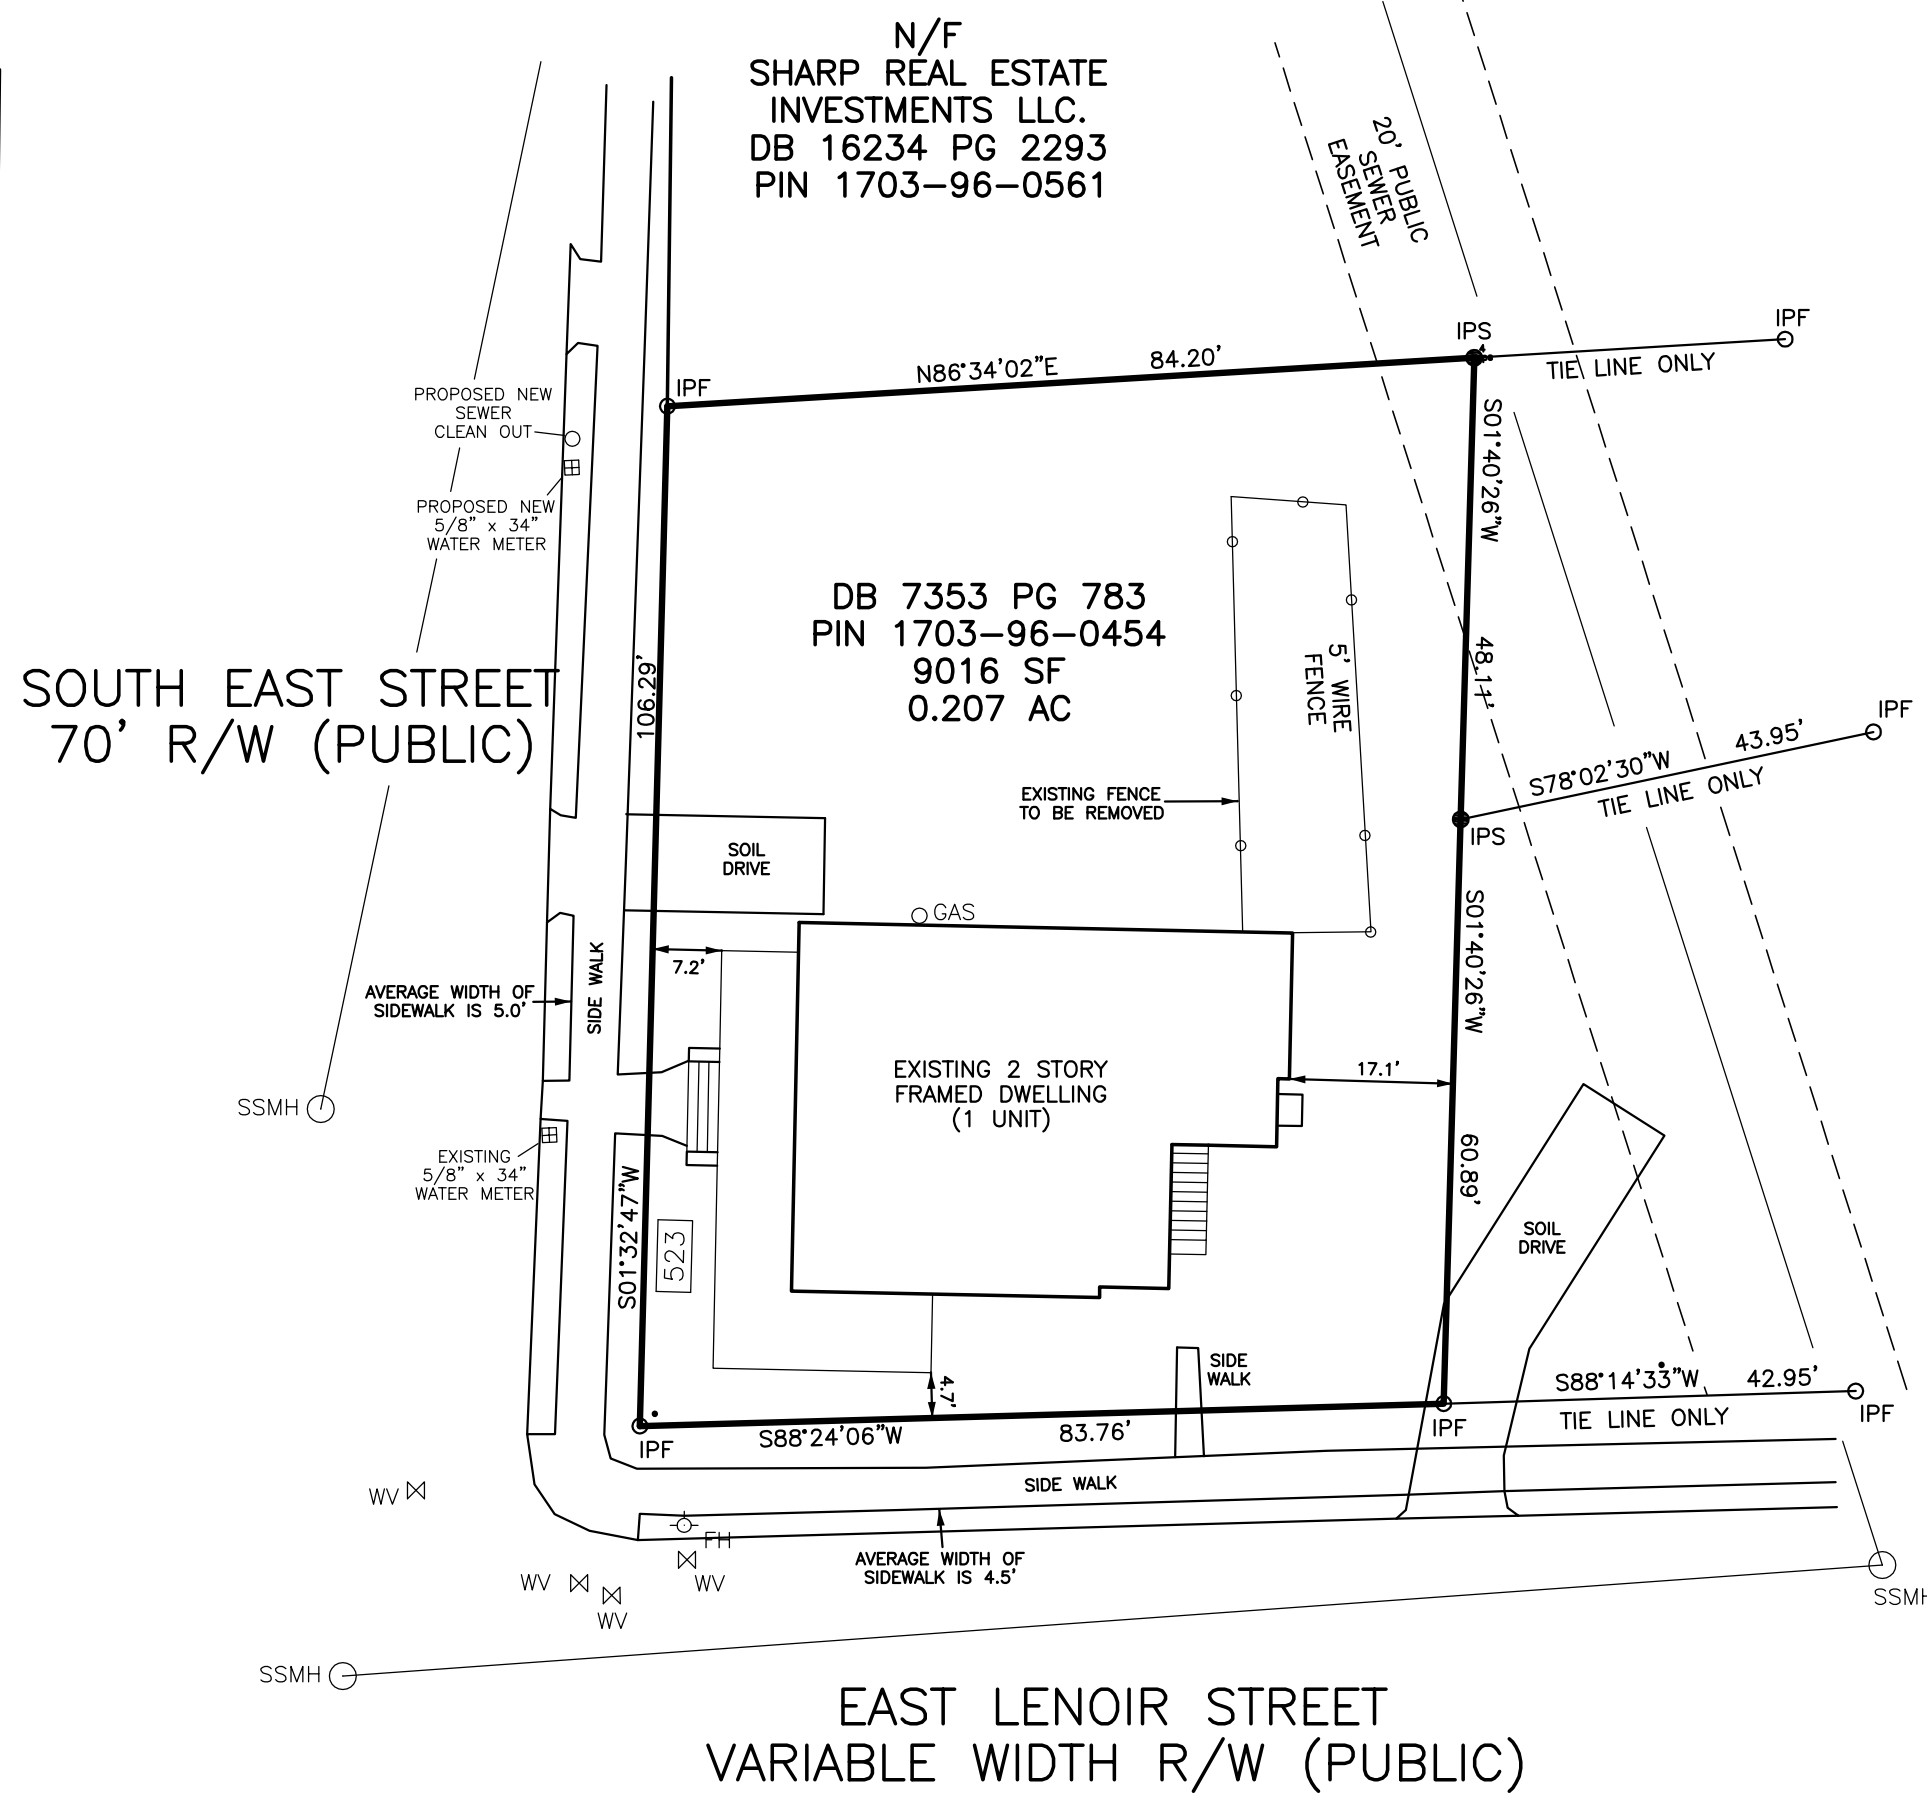 N/F
SHARP REAL ESTATE
INVESTMENTS LLC.
DB 16234 PG 2293
PIN 1703-96-0561
20' PUBLIC
SEWER
EASEMENT
IPS
IPF
TIE LINE ONLY
N86°34'02"E 84.20'
IPF
PROPOSED NEW
SEWER
CLEAN OUT
S01°40'26"W
48.11'
PROPOSED NEW
5/8" x 34"
WATER METER
DB 7353 PG 783
PIN 1703-96-0454
9016 SF
0.207 AC
5' WIRE
FENCE
106.29'
SOUTH EAST STREET
70' R/W (PUBLIC)
IPF
S78°02'30"W 43.95'
TIE LINE ONLY
IPS
EXISTING FENCE
TO BE REMOVED
SOIL
DRIVE
GAS
S01°40'26"W
60.89'
7.2'
SIDE WALK
AVERAGE WIDTH OF
SIDEWALK IS 5.0'
EXISTING 2 STORY
FRAMED DWELLING
(1 UNIT)
17.1'
SSMH
EXISTING
5/8" x 34"
WATER METER
S01°32'47"W
523
SOIL
DRIVE
SIDE
WALK
4.7'
S88°14'33"W 42.95'
TIE LINE ONLY
IPF
IPF
S88°24'06"W 83.76'
IPF
SIDE WALK
WV
FH
WV
WV
WV
AVERAGE WIDTH OF
SIDEWALK IS 4.5'
SSMH
SSMH
EAST LENOIR STREET
VARIABLE WIDTH R/W (PUBLIC)